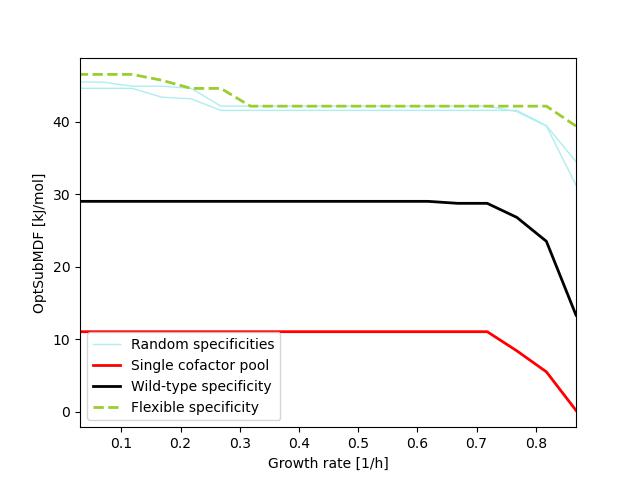 OptSubMDF [kJ/mol]
40
30
20
10
0
Random specificities
Single cofactor pool
Wild-type specificity
Flexible specificity
0.1 0.2 0.3 0.4 0.5 0.6 0.7 0.8
Growth rate [1/h]